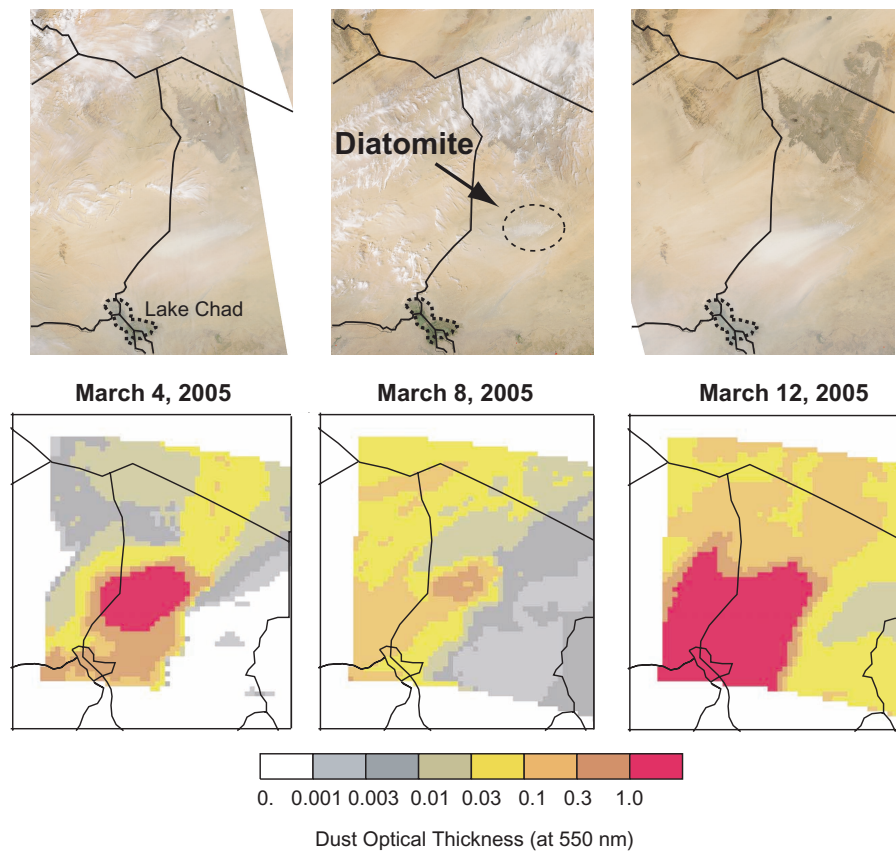 Diatomite
Lake Chad
March 4, 2005
March 8, 2005
March 12, 2005
0. 0.001 0.003 0.01 0.03 0.1 0.3 1.0
Dust Optical Thickness (at 550 nm)